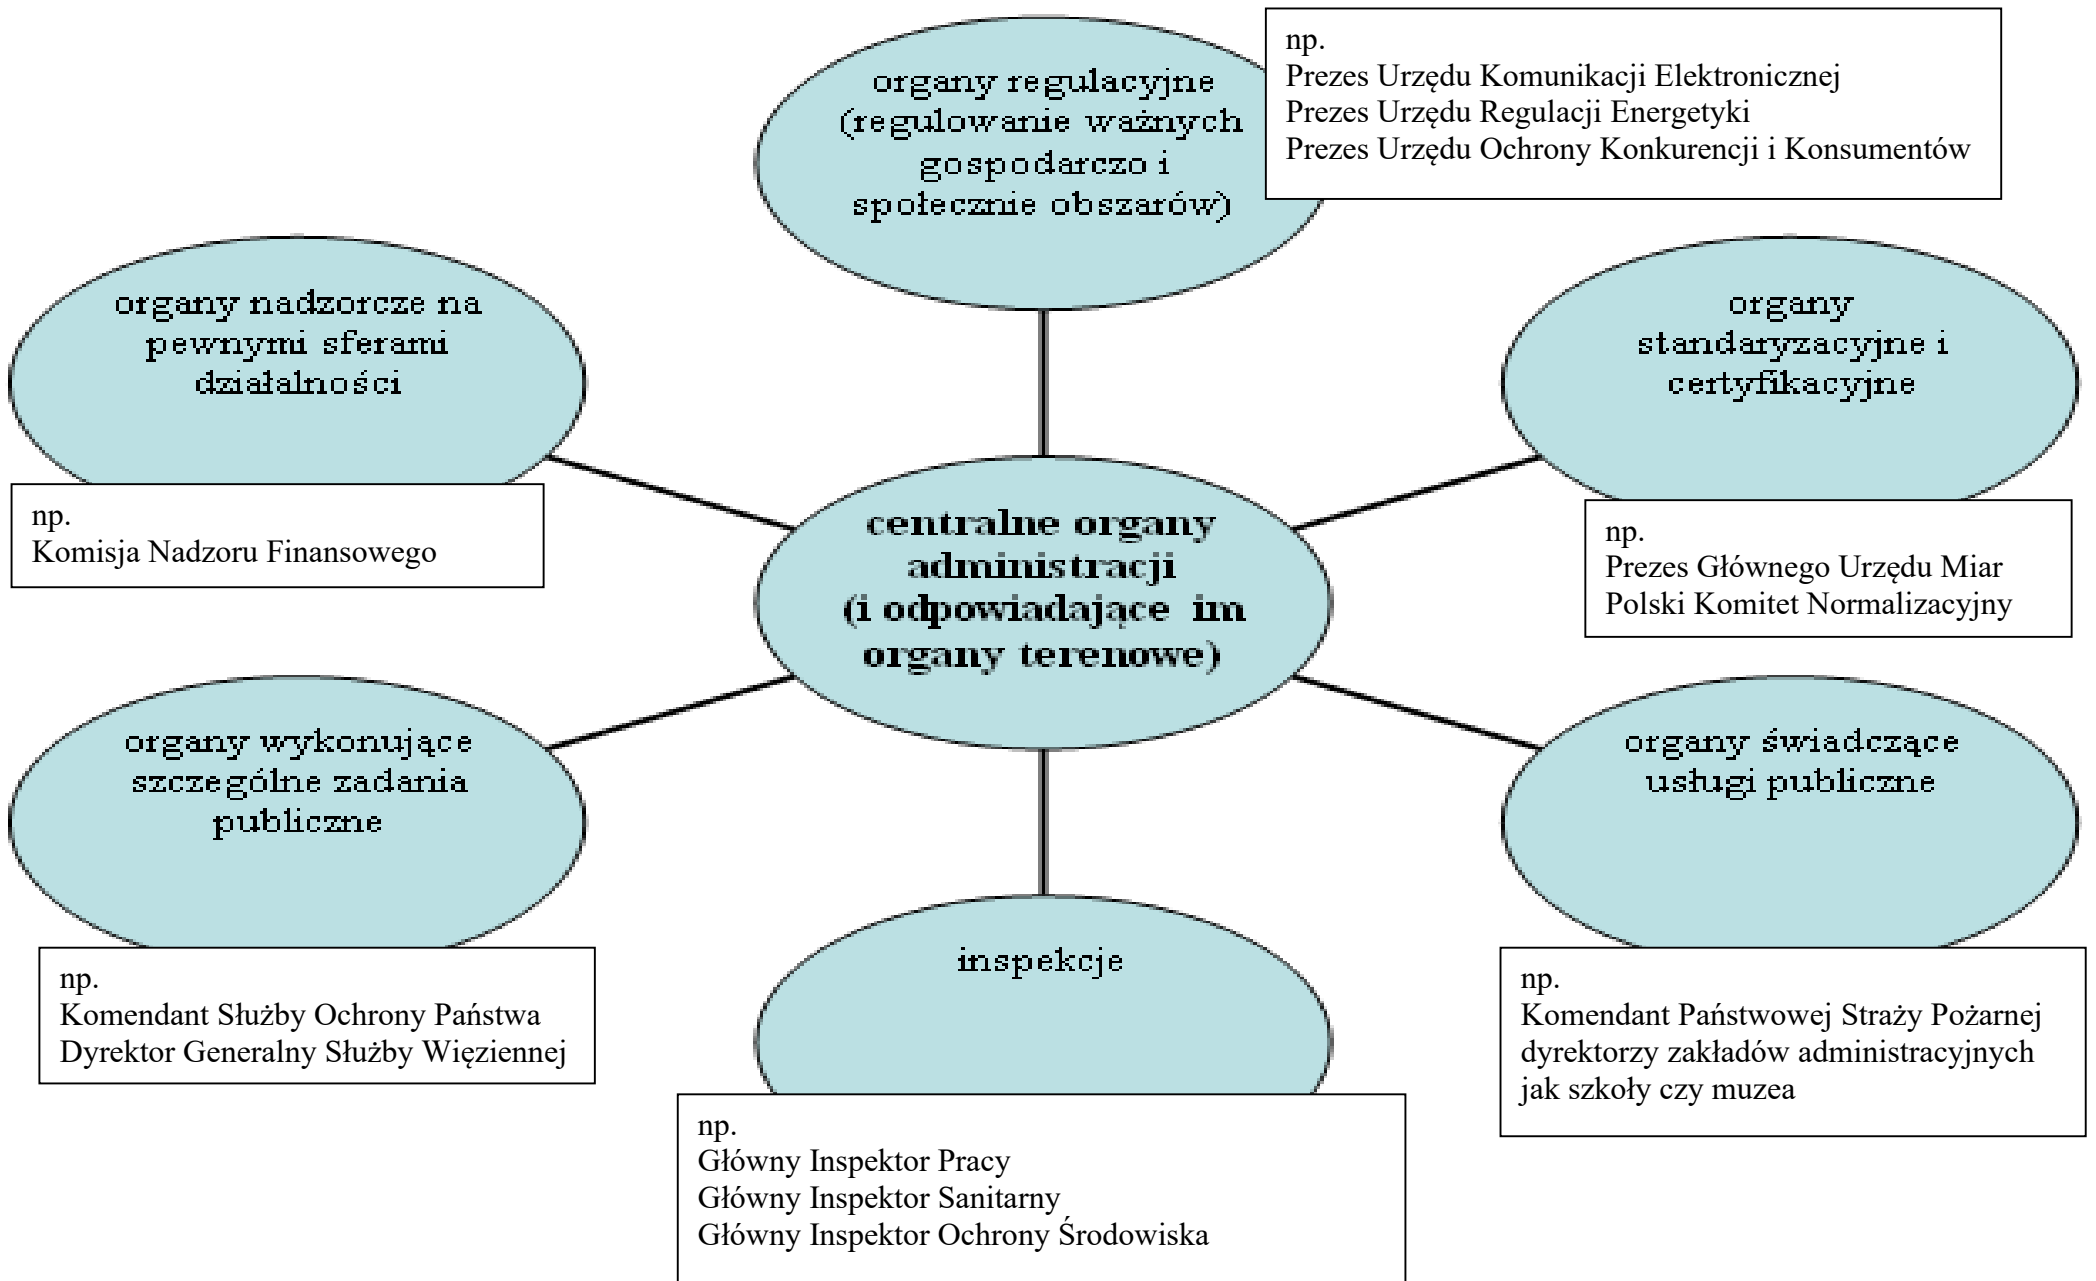 organy regulacyjne
(regulowanie ważnych
gospodarczo i
społecznie obszarów)
np.
Prezes Urzędu Komunikacji Elektronicznej
Prezes Urzędu Regulacji Energetyki
Prezes Urzędu Ochrony Konkurencji i Konsumentów
organy nadzorcze na
pewnymi sferami
działalności
np.
Komisja Nadzoru Finansowego
organy
standaryzacyjne i
certyfikacyjne
np.
Prezes Głównego Urzędu Miar
Polski Komitet Normalizacyjny
centralne organy
administracji
(i odpowiadające im
organy terenowe)
organy wykonujące
szczególne zadania
publiczne
np.
Komendant Służby Ochrony Państwa
Dyrektor Generalny Służby Więziennej
inspekcje
np.
Główny Inspektor Pracy
Główny Inspektor Sanitarny
Główny Inspektor Ochrony Środowiska
organy świadczące
usługi publiczne
np.
Komendant Państwowej Straży Pożarnej
dyrektorzy zakładów administracyjnych
jak szkoły czy muzea